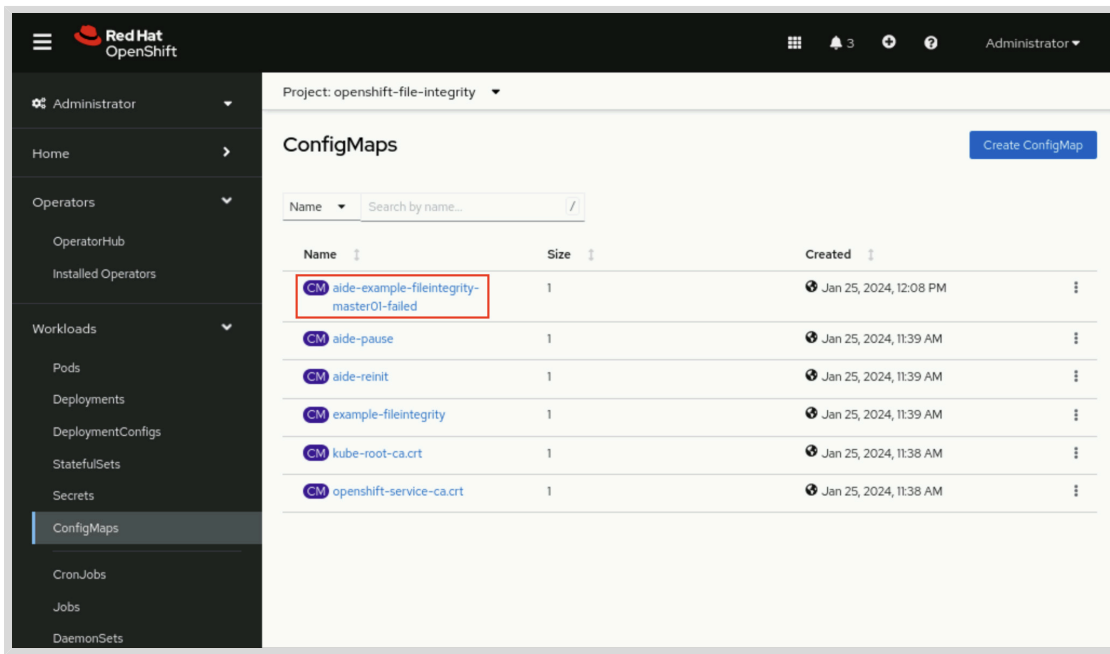 Red Hat
OpenShift
3
Administrator
Administrator
Home
Operators
OperatorHub
Installed Operators
Workloads
Pods
Deployments
DeploymentConfigs
StatefulSets
Secrets
ConfigMaps
CronJobs
Jobs
DaemonSets
Project: openshift-file-integrity
ConfigMaps
Create ConfigMap
Name
Search by name...
/
Name Size Created
CM aide-example-fileintegrity-
master01-failed
1 Jan 25, 2024, 12:08 PM
CM aide-pause 1 Jan 25, 2024, 11:39 AM
CM aide-reinit 1 Jan 25, 2024, 11:39 AM
CM example-fileintegrity 1 Jan 25, 2024, 11:39 AM
CM kube-root-ca.crt 1 Jan 25, 2024, 11:38 AM
CM openshift-service-ca.crt 1 Jan 25, 2024, 11:38 AM